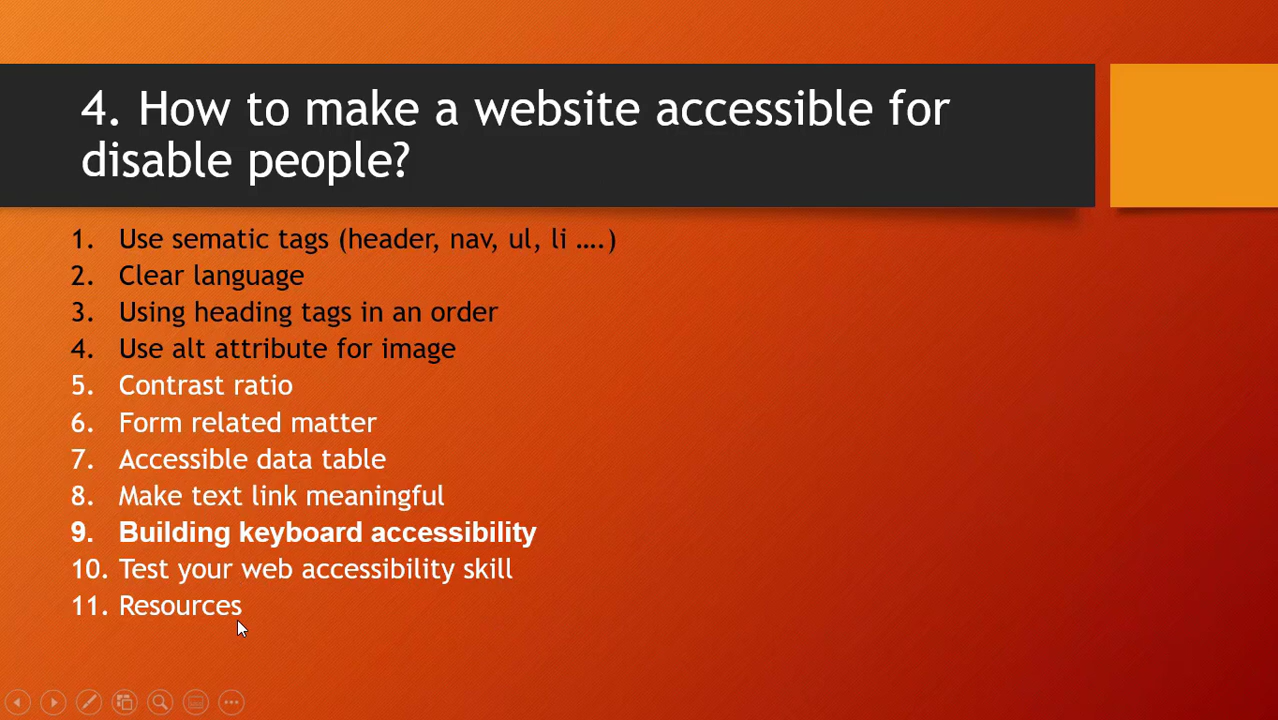 4. How to make a website accessible for
disable people?
1. Use sematic tags (header, nav, ul, li ....)
2. Clear language
3. Using heading tags in an order
4. Use alt attribute for image
5. Contrast ratio
6. Form related matter
7. Accessible data table
8. Make text link meaningful
9. Building keyboard accessibility
10. Test your web accessibility skill
11. Resources